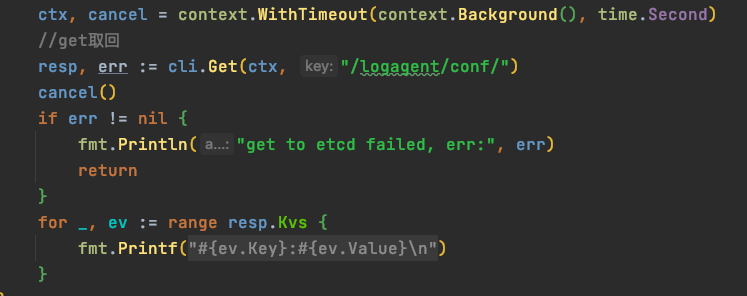 ctx, cancel = context.WithTimeout(context.Background(), time.Second)
//get取回
resp, err := cli.Get(ctx, key: "/logagent/conf/")
cancel()
if err != nil {
fmt.Println(a...: "get to etcd failed, err:", err)
return
}
for _, ev := range resp.Kvs {
fmt.Printf("#{ev.Key}:#{ev.Value}\n")
}